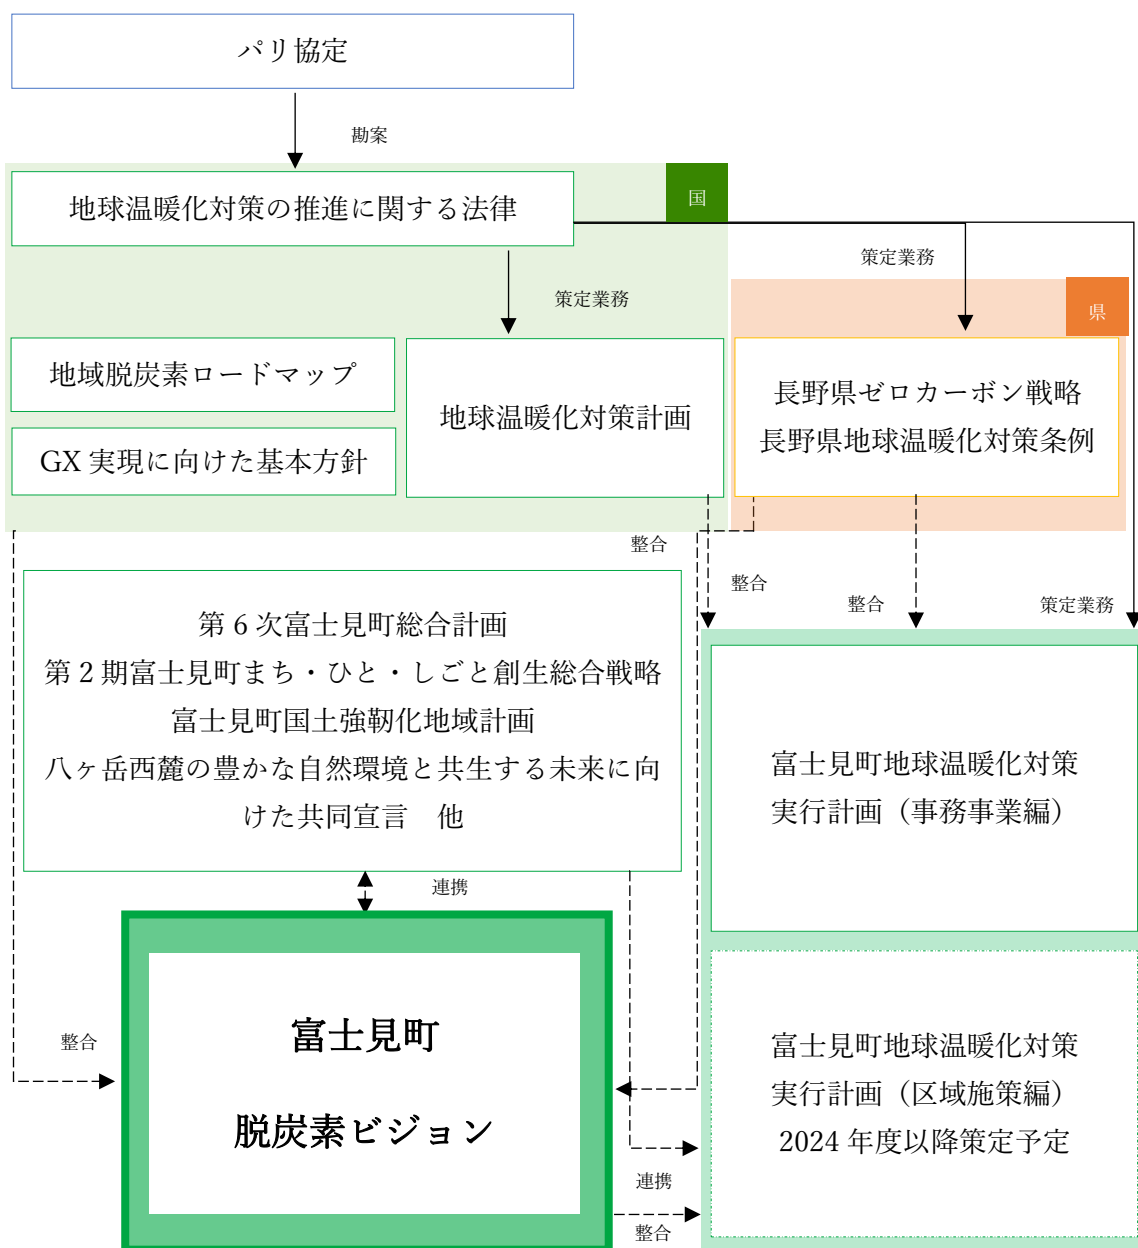 パリ協定
勘案
国
地球温暖化対策の推進に関する法律
策定業務
策定業務
県
地域脱炭素ロードマップ
地球温暖化対策計画
GX 実現に向けた基本方針
長野県ゼロカーボン戦略
長野県地球温暖化対策条例
整合
整合
整合
策定業務
第 6 次富士見町総合計画
第 2 期富士見町まち・ひと・しごと創生総合戦略
富士見町国土強靭化地域計画
八ヶ岳西麓の豊かな自然環境と共生する未来に向
けた共同宣言　他
富士見町地球温暖化対策
実行計画（事務事業編）
連携
整合
富士見町
脱炭素ビジョン
富士見町地球温暖化対策
実行計画（区域施策編）
2024 年度以降策定予定
連携
整合